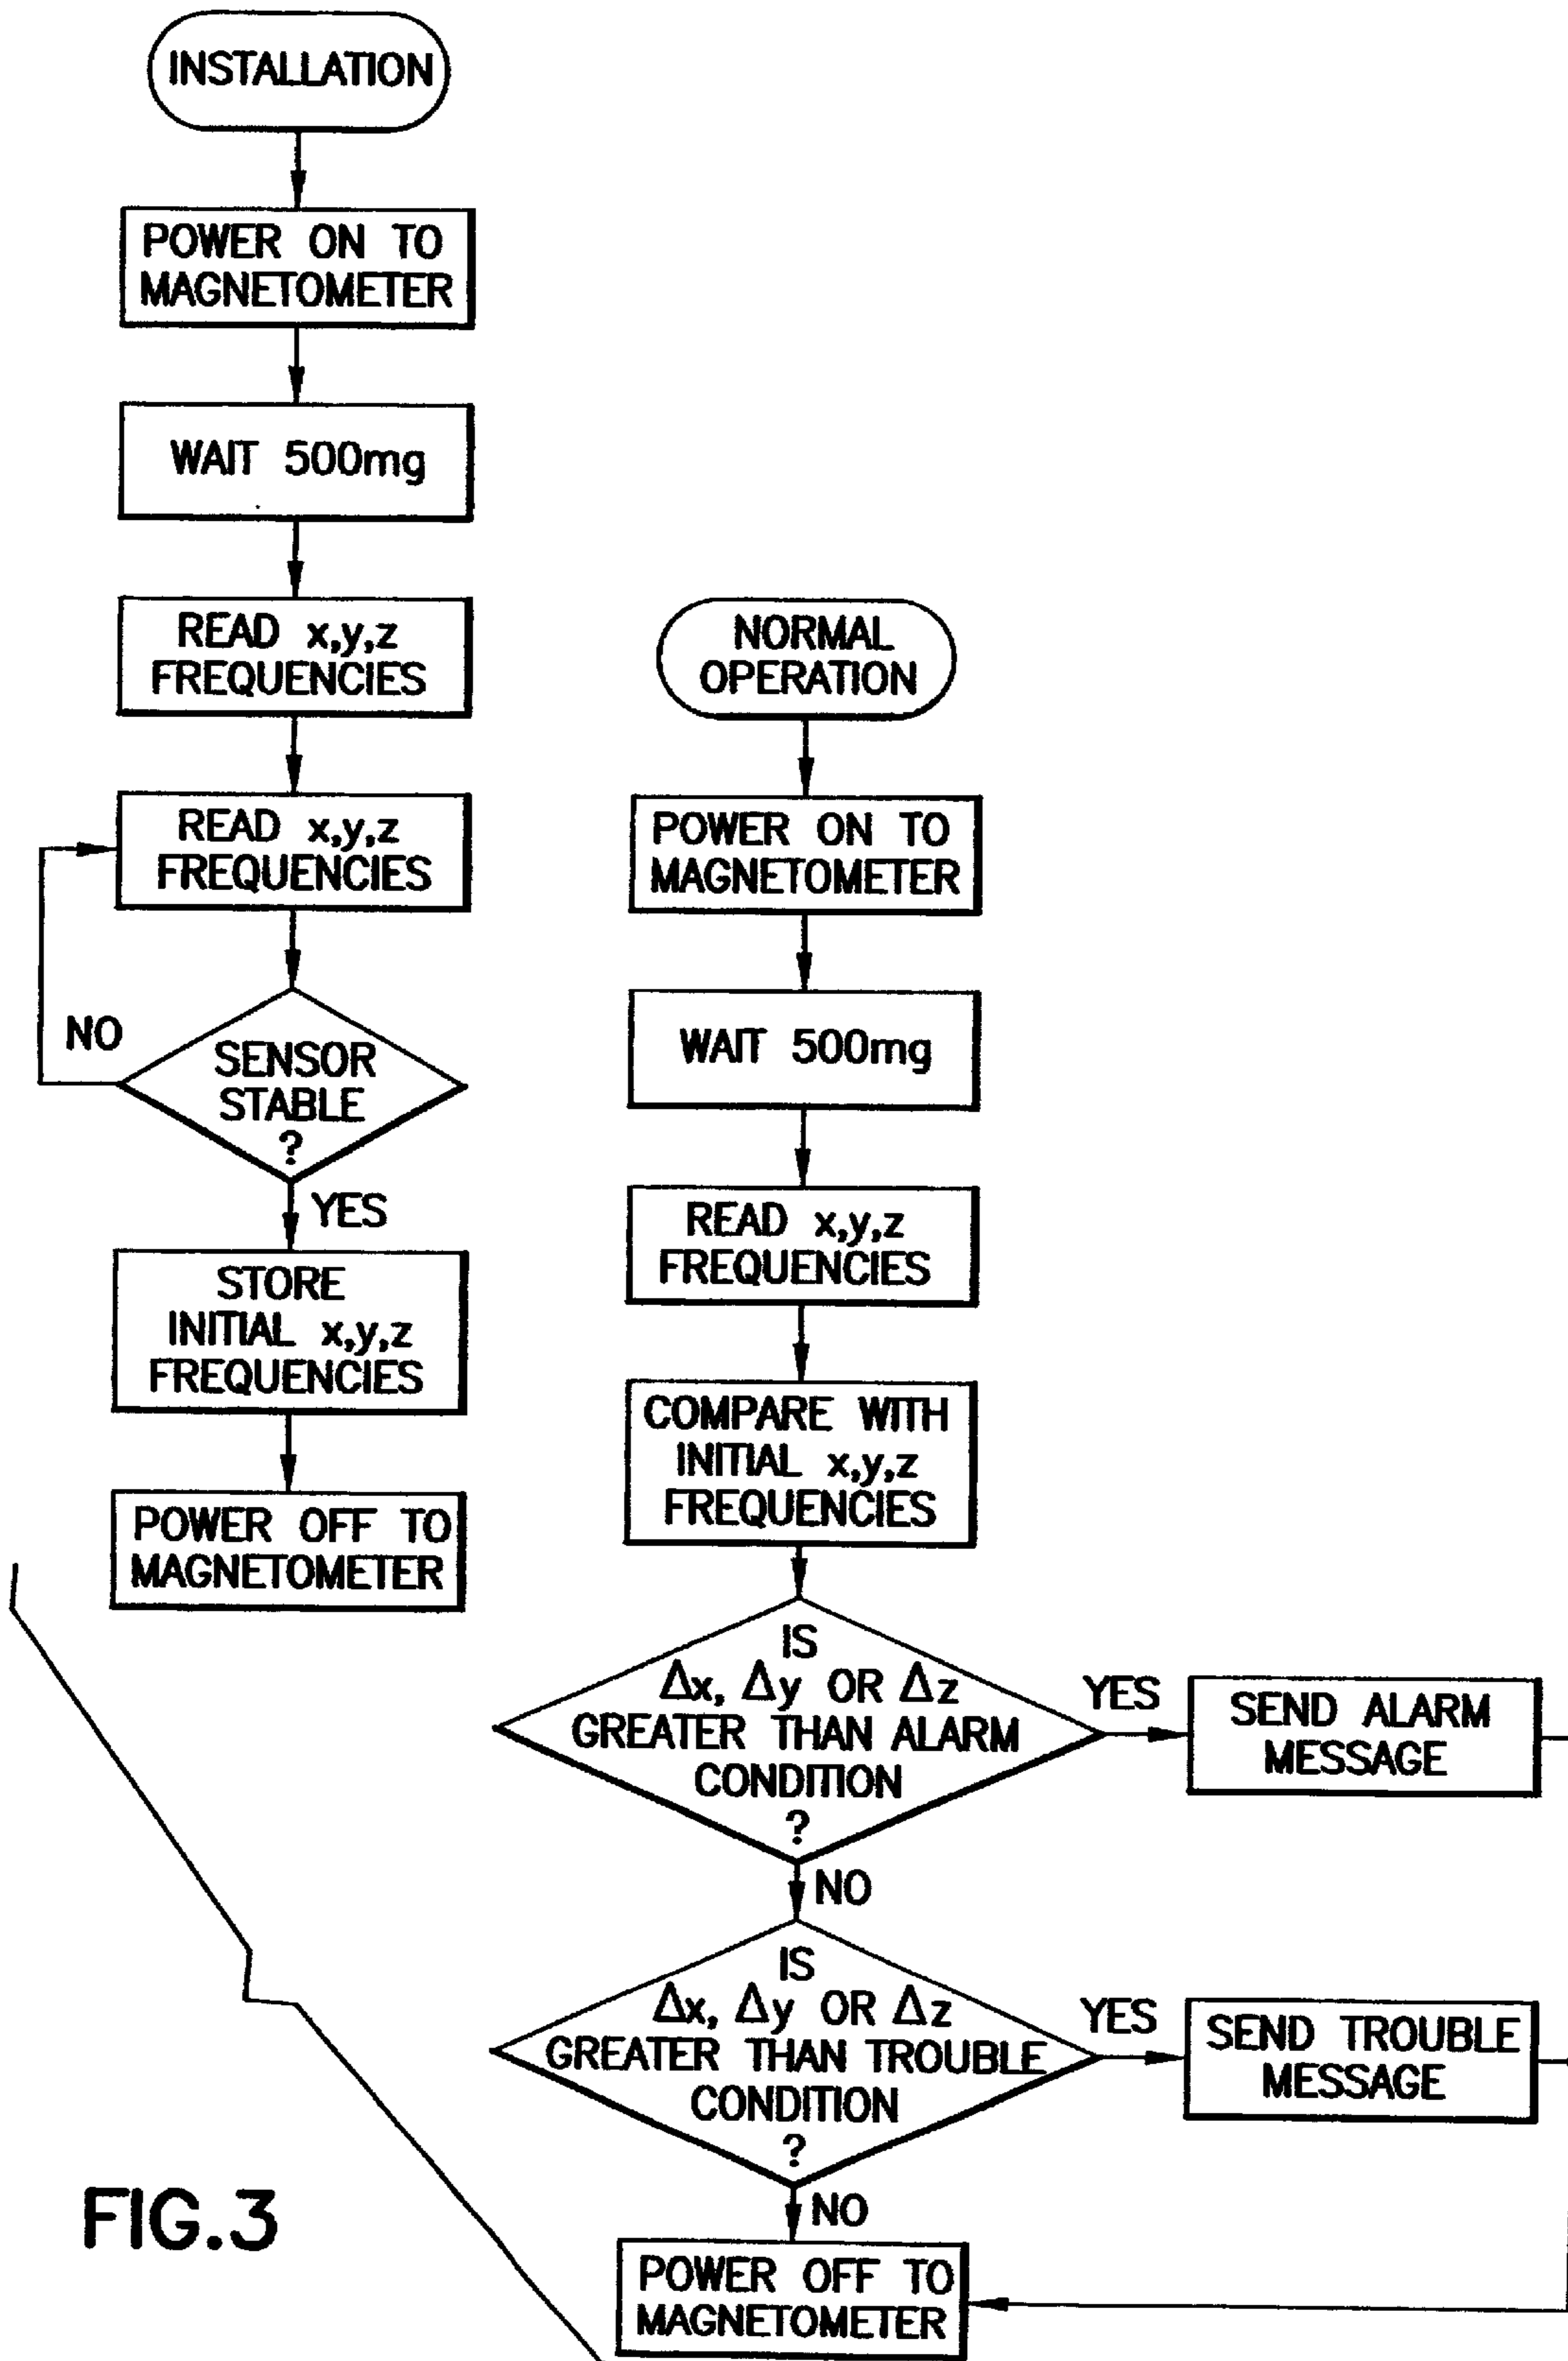 INSTALLATION
POWER ON TO
MAGNETOMETER
WAIT 500mg
READ x,y,z
FREQUENCIES
READ x,y,z
FREQUENCIES
NO
SENSOR
STABLE
?
YES
STORE
INITIAL x,y,z
FREQUENCIES
POWER OFF TO
MAGNETOMETER
NORMAL
OPERATION
POWER ON TO
MAGNETOMETER
WAIT 500mg
READ x,y,z
FREQUENCIES
COMPARE WITH
INITIAL x,y,z
FREQUENCIES
IS
Δx, Δy OR Δz
GREATER THAN ALARM
CONDITION
?
YES
SEND ALARM
MESSAGE
NO
IS
Δx, Δy OR Δz
GREATER THAN TROUBLE
CONDITION
?
YES
SEND TROUBLE
MESSAGE
NO
POWER OFF TO
MAGNETOMETER
FIG.3